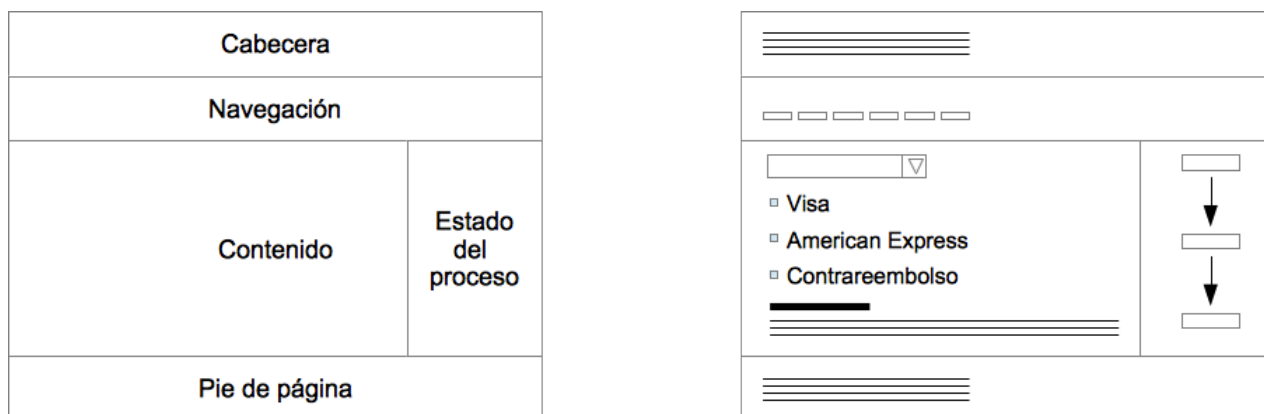 Cabecera
Navegación
Contenido
Estado
del
proceso
Pie de página
Visa
American Express
Contrareembolso